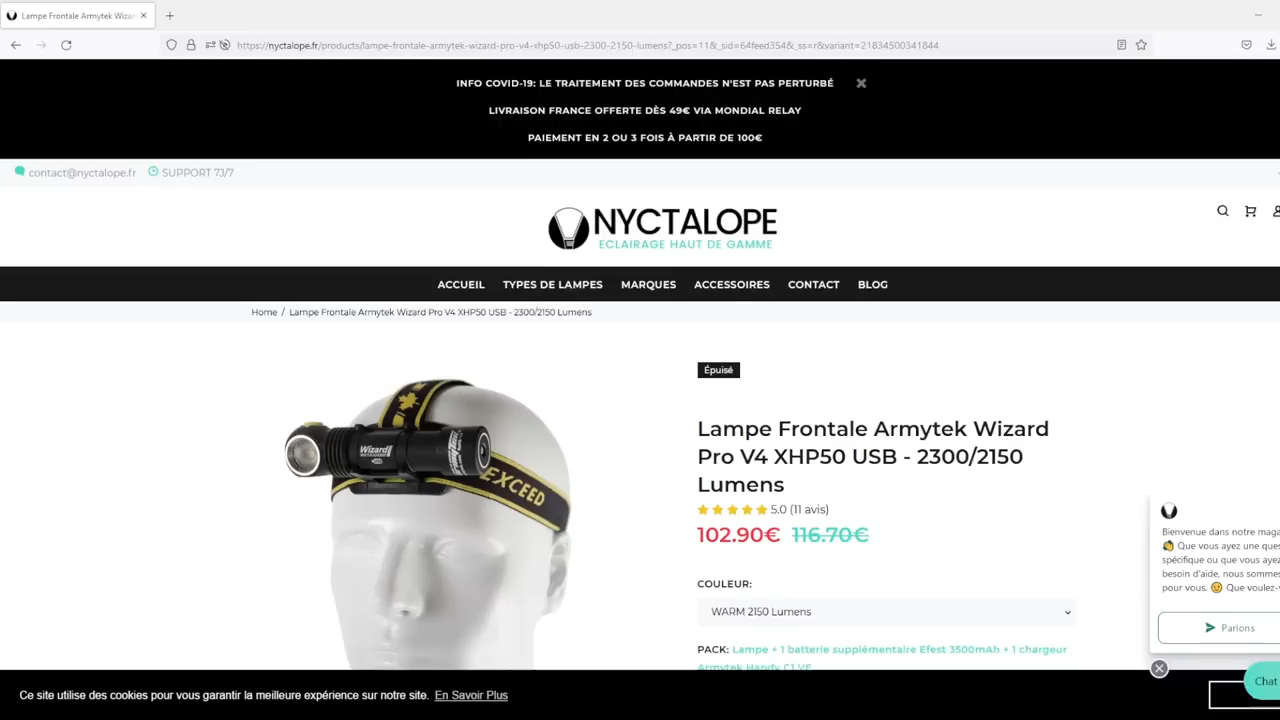 Lampe Frontale Armytek Wizar
https://nyctalope.fr/products/lampe-frontale-armytek-wizard-pro-v4-xhp50-usb-2300-2150-lumens?_pos=11&_sid=64feed354&_ss=r&variant=21834500341844
INFO COVID-19: LE TRAITEMENT DES COMMANDES N'EST PAS PERTURBÉ
LIVRAISON FRANCE OFFERTE DÈS 49€ VIA MONDIAL RELAY
PAIEMENT EN 2 OU 3 FOIS À PARTIR DE 100€
contact@nyctalope.fr SUPPORT 7J/7
NYCTALOPE
ECLAIRAGE HAUT DE GAMME
ACCUEIL TYPES DE LAMPES MARQUES ACCESSOIRES CONTACT BLOG
Home / Lampe Frontale Armytek Wizard Pro V4 XHP50 USB - 2300/2150 Lumens
Épuisé
Wizard
EXCEED
Lampe Frontale Armytek Wizard
Pro V4 XHP50 USB - 2300/2150
Lumens
5.0 (11 avis)
102.90€ 116.70€
COULEUR:
WARM 2150 Lumens
PACK: Lampe + 1 batterie supplémentaire Efest 3500mAh + 1 chargeur
Armytek Handy C1 VE
Bienvenue dans notre maga
Que vous ayez une ques
spécifique ou que vous ayez
besoin d'aide, nous sommes
pour vous. Que voulez-
Parlons
Chat
Ce site utilise des cookies pour vous garantir la meilleure expérience sur notre site. En Savoir Plus